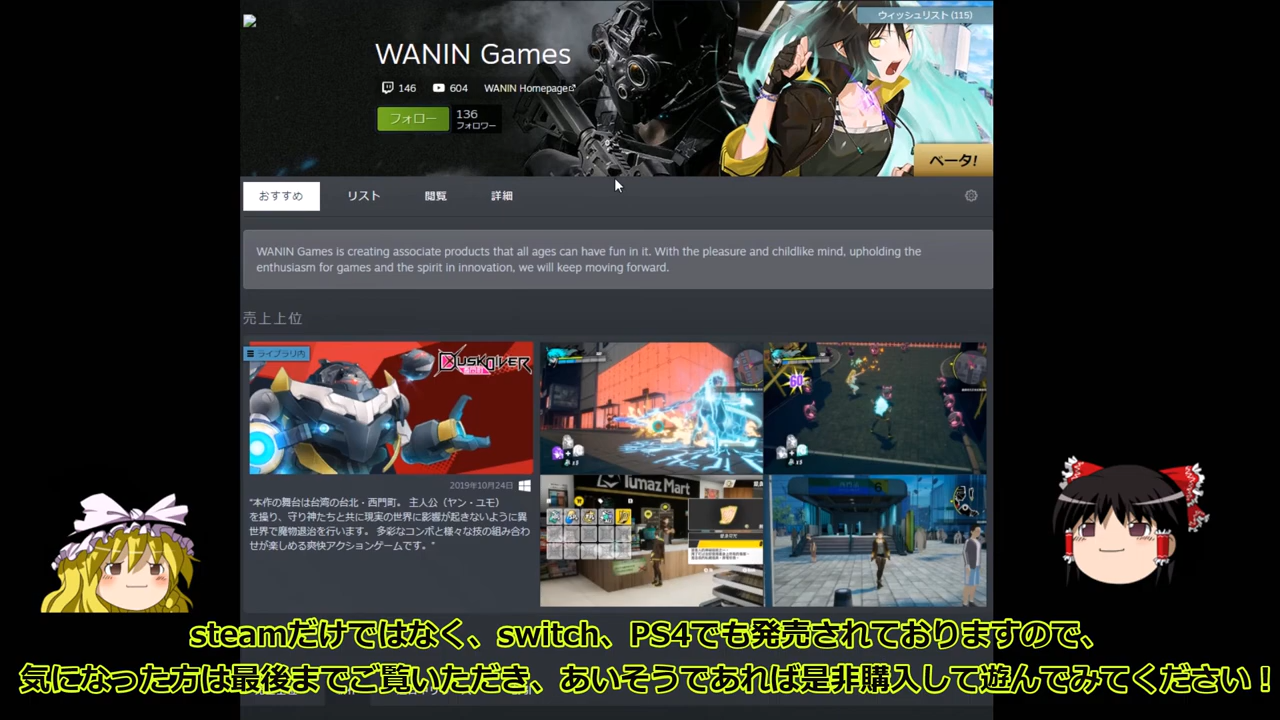 ウィッシュリスト (115)
WANIN Games
146
604
WANIN Homepage
フォロー
136
フォロワー
ベータ!
おすすめ
リスト
閲覧
詳細
WANIN Games is creating associate products that all ages can have fun in it. With the pleasure and childlike mind, upholding the
enthusiasm for games and the spirit in innovation, we will keep moving forward.
売上上位
ライブラリ内
DUSKDIVER
2019年10月24日
“本作の舞台は台湾の台北・西門町。 主人公（ヤン・ユモ）
を操り、守り神たちと共に現実の世界に影響が起きないように異
世界で魔物退治を行います。 多彩なコンボと様々な技の組み合わ
せが楽しめる爽快アクションゲームです。”
60
Tumaz Mart
6
steamだけではなく、switch、PS4でも発売されておりますので、
気になった方は最後までご覧いただき、あいそうであれば是非購入して遊んでみてください！